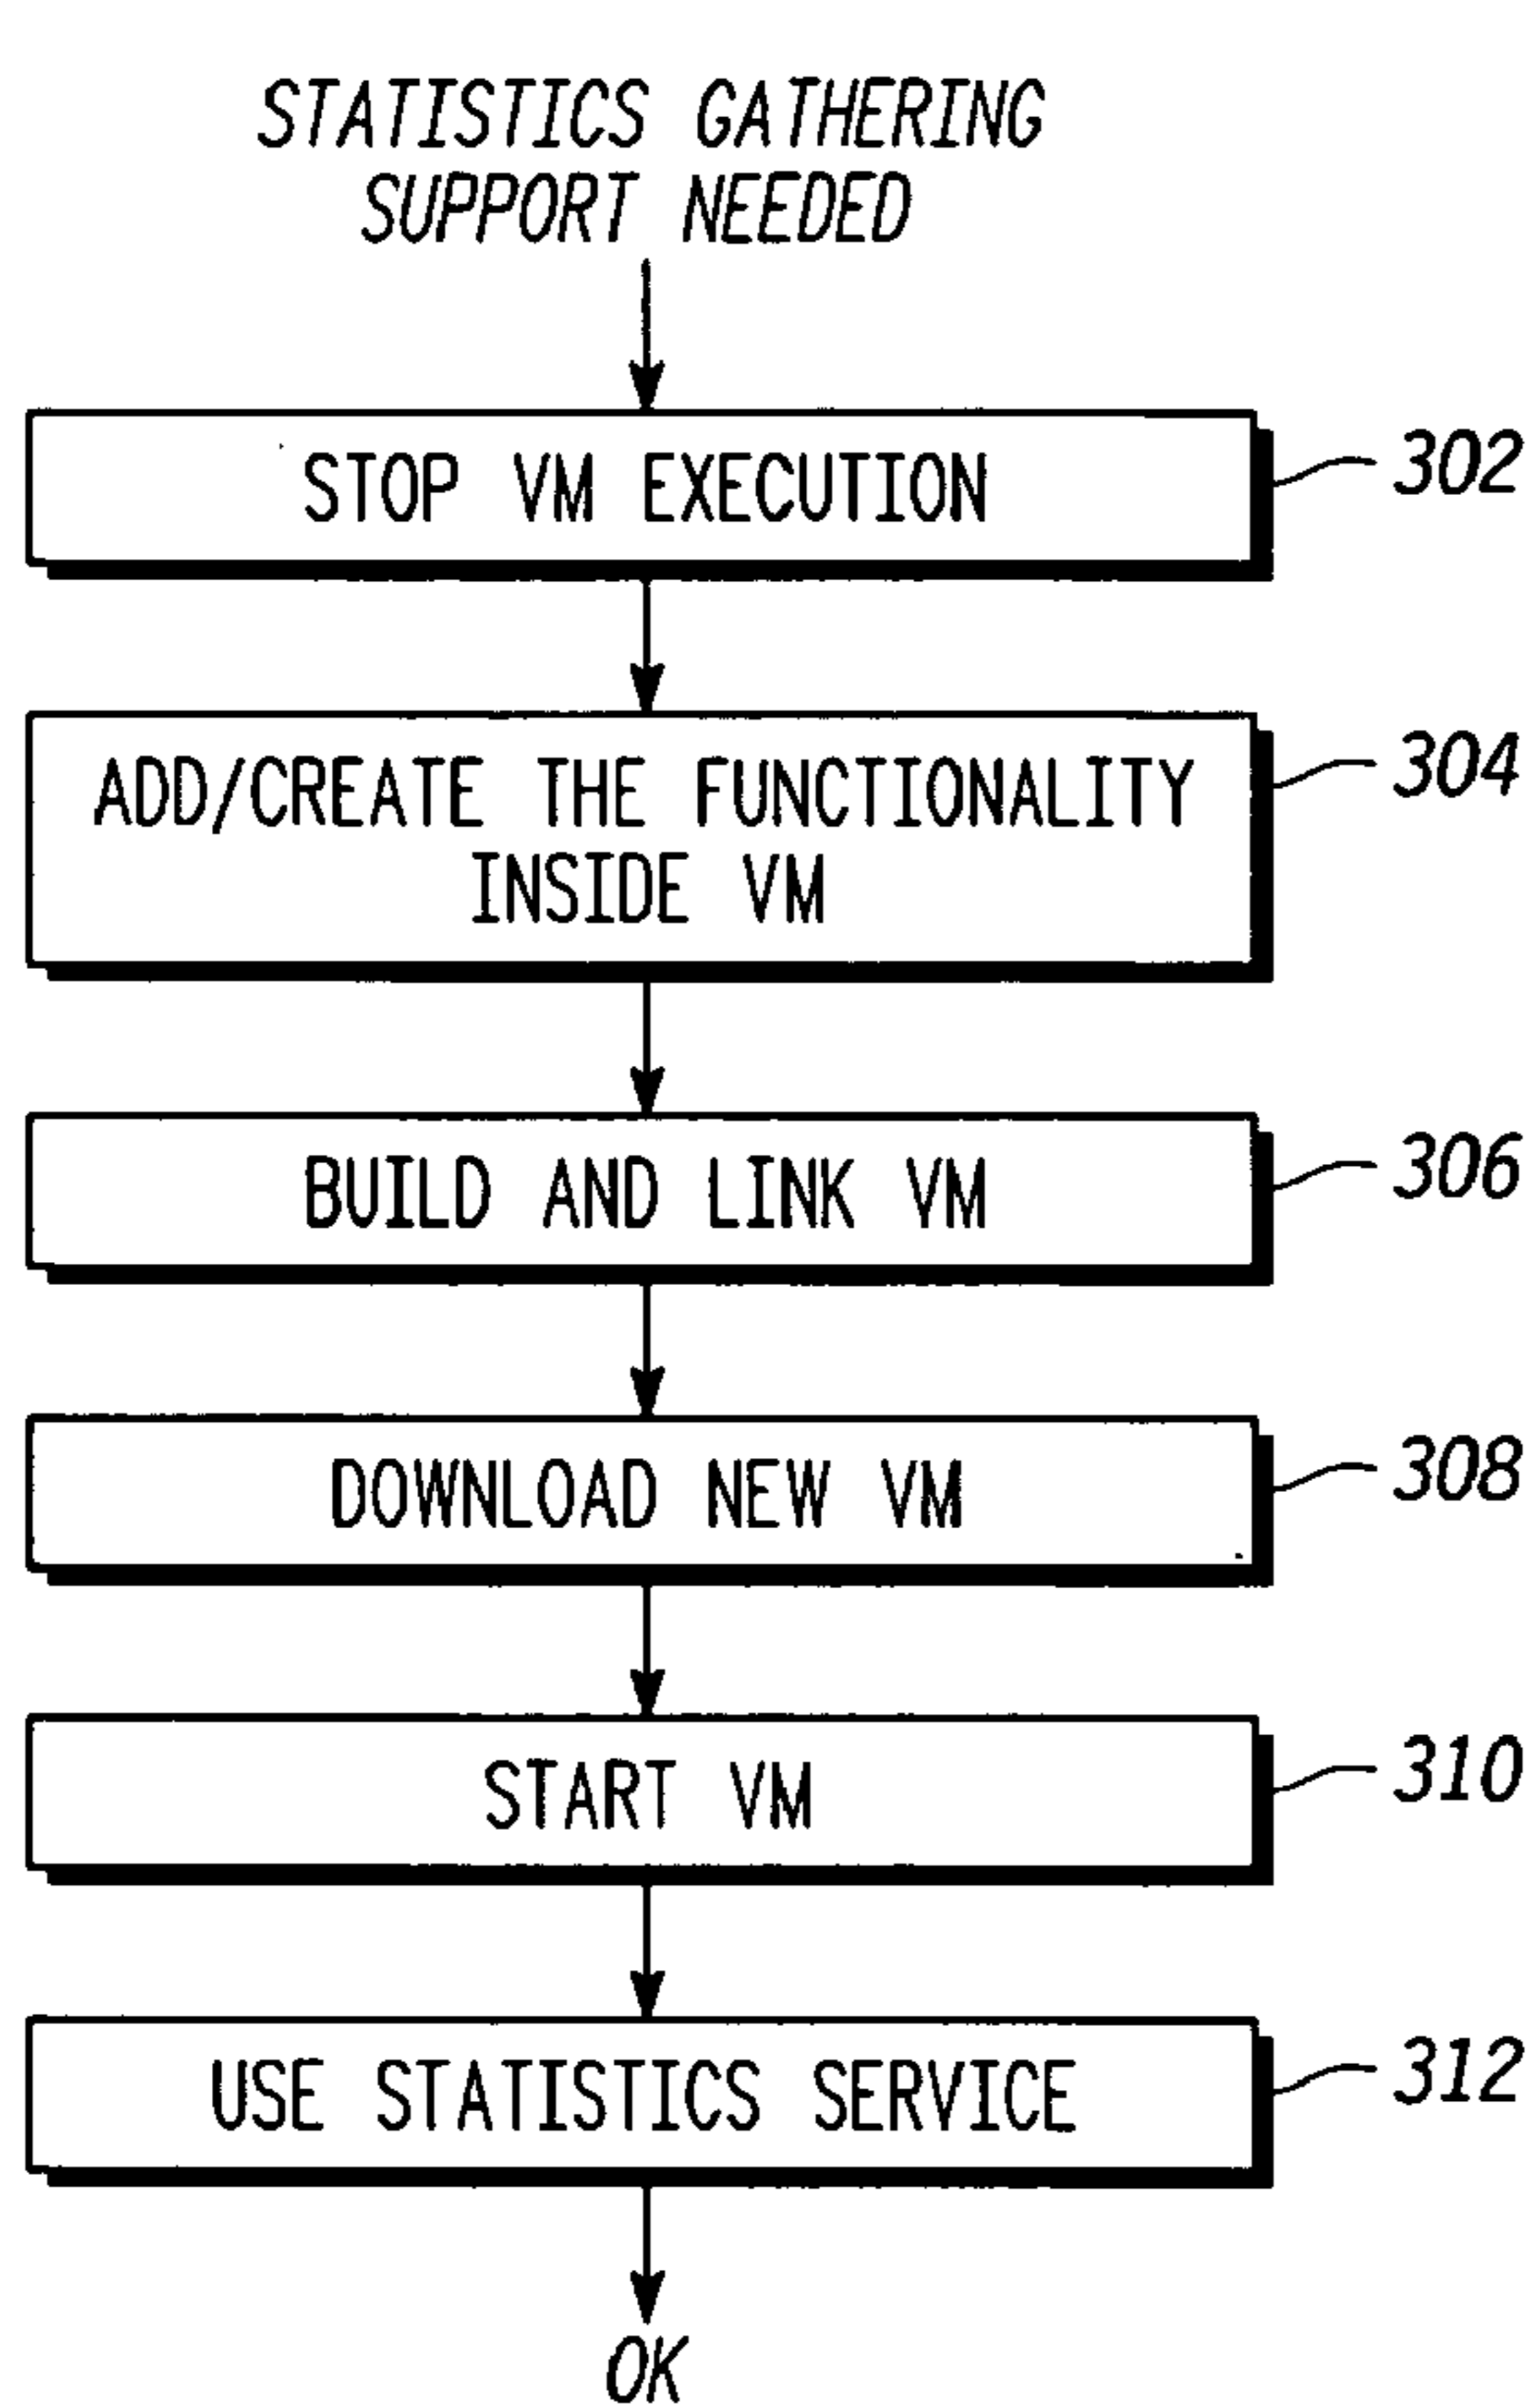 STATISTICS GATHERING
SUPPORT NEEDED
STOP VM EXECUTION
302
ADD/CREATE THE FUNCTIONALITY
INSIDE VM
304
BUILD AND LINK VM
306
DOWNLOAD NEW VM
308
START VM
310
USE STATISTICS SERVICE
312
OK